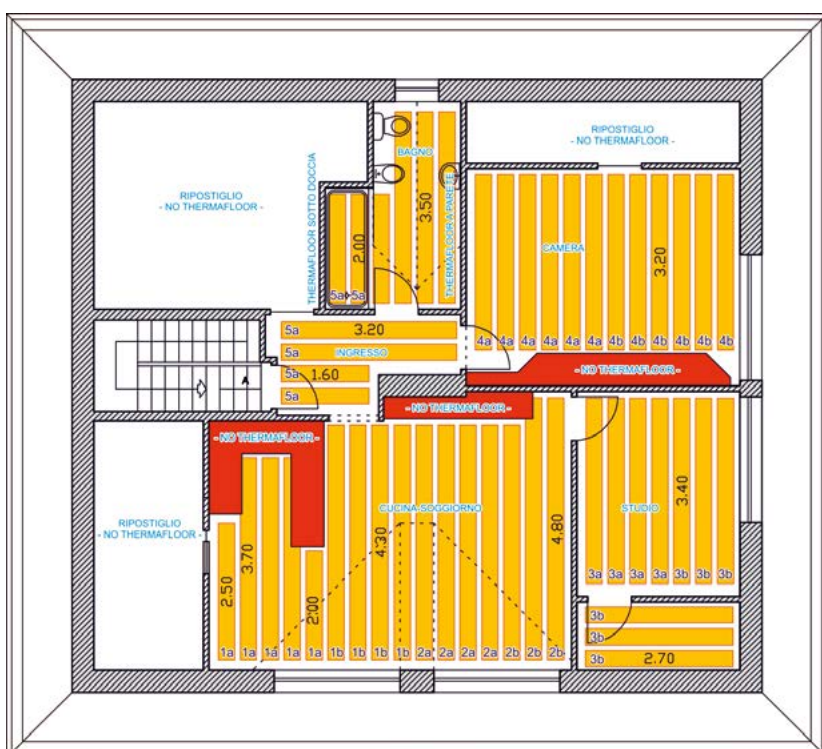 RIPOSTIGLIO
- NO THERMAFLOOR -
BAGNO
3.50
2.00
5a 5a
THERMAFLOOR SOTTO DOCCIA
THERMAFLOOR A PARETE
RIPOSTIGLIO
- NO THERMAFLOOR -
CAMERA
3.20
4a 4a 4a 4a 4a 4a 4b 4b 4b 4b 4b 4b
- NO THERMAFLOOR -
5a 3.20
5a INGRESSO
5a 1.60
5a
A
- NO THERMAFLOOR -
- NO THERMAFLOOR -
RIPOSTIGLIO
- NO THERMAFLOOR -
CUCINA-SOGGIORNO
2.50
3.70
2.00
4.30
4.80
1a 1a 1a 1a 1a 1b 1b 1b 1b 2a 2a 2a 2a 2b 2b 2b
STUDIO
3.40
3a 3a 3a 3a 3b 3b 3b
3b
3b
3b 2.70